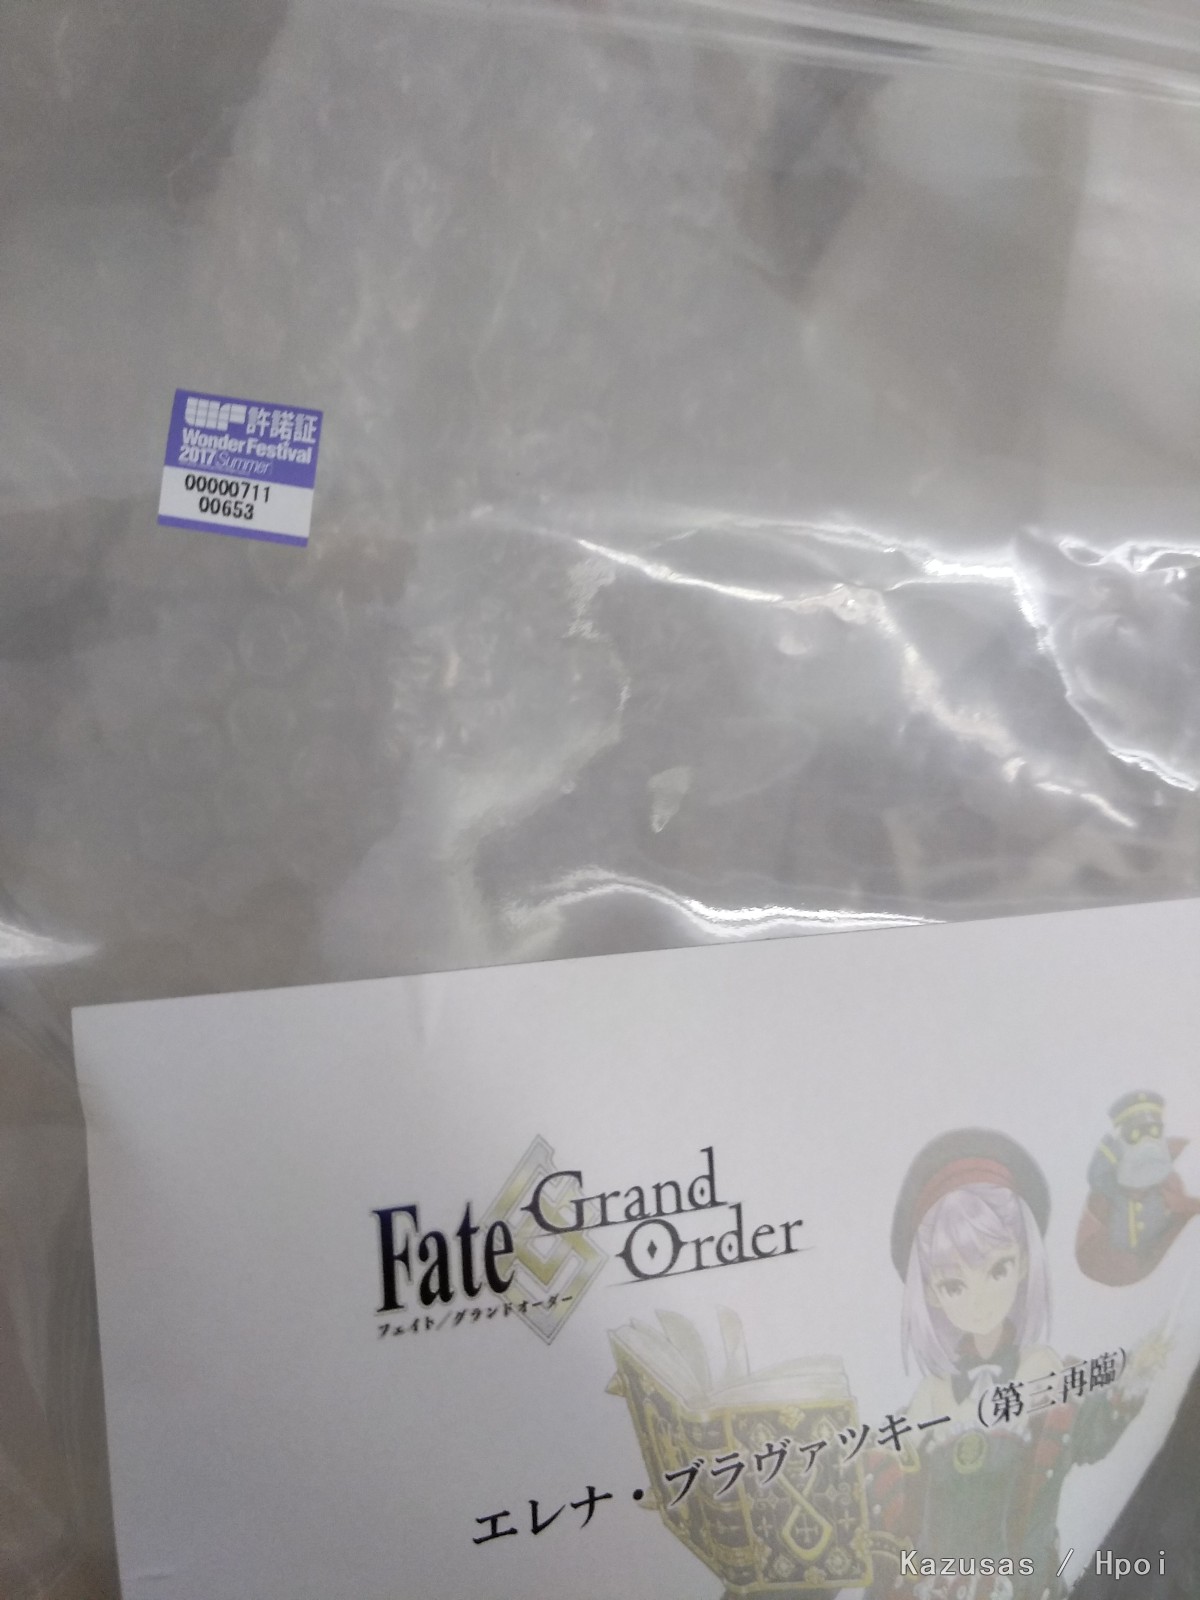 WF許諾証
Wonder Festival
2017 Summer
00000711
00653
Fate Grand
Order
フェイト/グランドオーダー
エレナ・ブラヴァツキー (第三再臨)
Kazusas / Hpoi